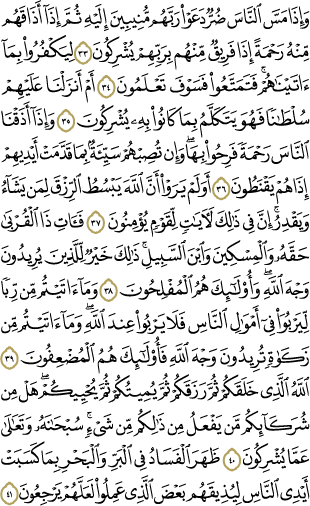 وَإِذَا مَسَّ ٱلنَّاسَ ضُرٌّ دَعَوۡاْ رَبَّهُم مُّنِيبِينَ إِلَيۡهِ ثُمَّ إِذَآ أَذَاقَهُم
مِّنۡهُ رَحۡمَةً إِذَا فَرِيقٌ مِّنۡهُم بِرَبِّهِمۡ يُشۡرِكُونَ ٣٣ لِيَكۡفُرُواْ بِمَآ
ءَاتَيۡنَٰهُمۡۚ فَتَمَتَّعُواْ فَسَوۡفَ تَعۡلَمُونَ ٣٤ أَمۡ أَنزَلۡنَا عَلَيۡهِمۡ
سُلۡطَٰنٗا فَهُوَ يَتَكَلَّمُ بِمَا كَانُواْ بِهِۦ يُشۡرِكُونَ ٣٥ وَإِذَآ أَذَقۡنَا
ٱلنَّاسَ رَحۡمَةٗ فَرِحُواْ بِهَاۖ وَإِن تُصِبۡهُمۡ سَيِّئَةُۢ بِمَا قَدَّمَتۡ أَيۡدِيهِمۡ
إِذَا هُمۡ يَقۡنَطُونَ ٣٦ أَوَلَمۡ يَرَوۡاْ أَنَّ ٱللَّهَ يَبۡسُطُ ٱلرِّزۡقَ لِمَن يَشَآءُ
وَيَقۡدِرُۚ إِنَّ فِي ذَٰلِكَ لَأٓيَٰتٖ لِّقَوۡمٖ يُؤۡمِنُونَ ٣٧ فَـَٔاتِ ذَا ٱلۡقُرۡبَىٰ
حَقَّهُۥ وَٱلۡمِسۡكِينَ وَٱبۡنَ ٱلسَّبِيلِۚ ذَٰلِكَ خَيۡرٞ لِّلَّذِينَ يُرِيدُونَ
وَجۡهَ ٱللَّهِۖ وَأُوْلَٰٓئِكَ هُمُ ٱلۡمُفۡلِحُونَ ٣٨ وَمَآ ءَاتَيۡتُم مِّن رِّبٗا
لِّيَرۡبُوَاْ فِيٓ أَمۡوَٰلِ ٱلنَّاسِ فَلَا يَرۡبُواْ عِندَ ٱللَّهِۖ وَمَآ ءَاتَيۡتُم مِّن
زَكَوٰةٖ تُرِيدُونَ وَجۡهَ ٱللَّهِ فَأُوْلَٰٓئِكَ هُمُ ٱلۡمُضۡعِفُونَ ٣٩
ٱللَّهُ ٱلَّذِي خَلَقَكُمۡ ثُمَّ رَزَقَكُمۡ ثُمَّ يُمِيتُكُمۡ ثُمَّ يُحۡيِيكُمۡۖ هَلۡ مِن
شُرَكَآئِكُم مَّن يَفۡعَلُ مِن ذَٰلِكُم مِّن شَيۡءٖۚ سُبۡحَٰنَهُۥ وَتَعَٰلَىٰ
عَمَّا يُشۡرِكُونَ ٤٠ ظَهَرَ ٱلۡفَسَادُ فِي ٱلۡبَرِّ وَٱلۡبَحۡرِ بِمَا كَسَبَتۡ
أَيۡدِي ٱلنَّاسِ لِيُذِيقَهُم بَعۡضَ ٱلَّذِي عَمِلُواْ لَعَلَّهُمۡ يَرۡجِعُونَ ٤١